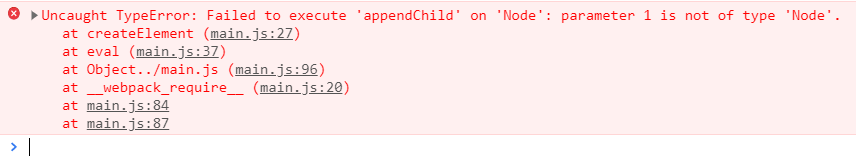 Uncaught TypeError: Failed to execute 'appendChild' on 'Node': parameter 1 is not of type 'Node'.
at createElement (main.js:27)
at eval (main.js:37)
at Object../main.js (main.js:96)
at __webpack_require__ (main.js:20)
at main.js:84
at main.js:87